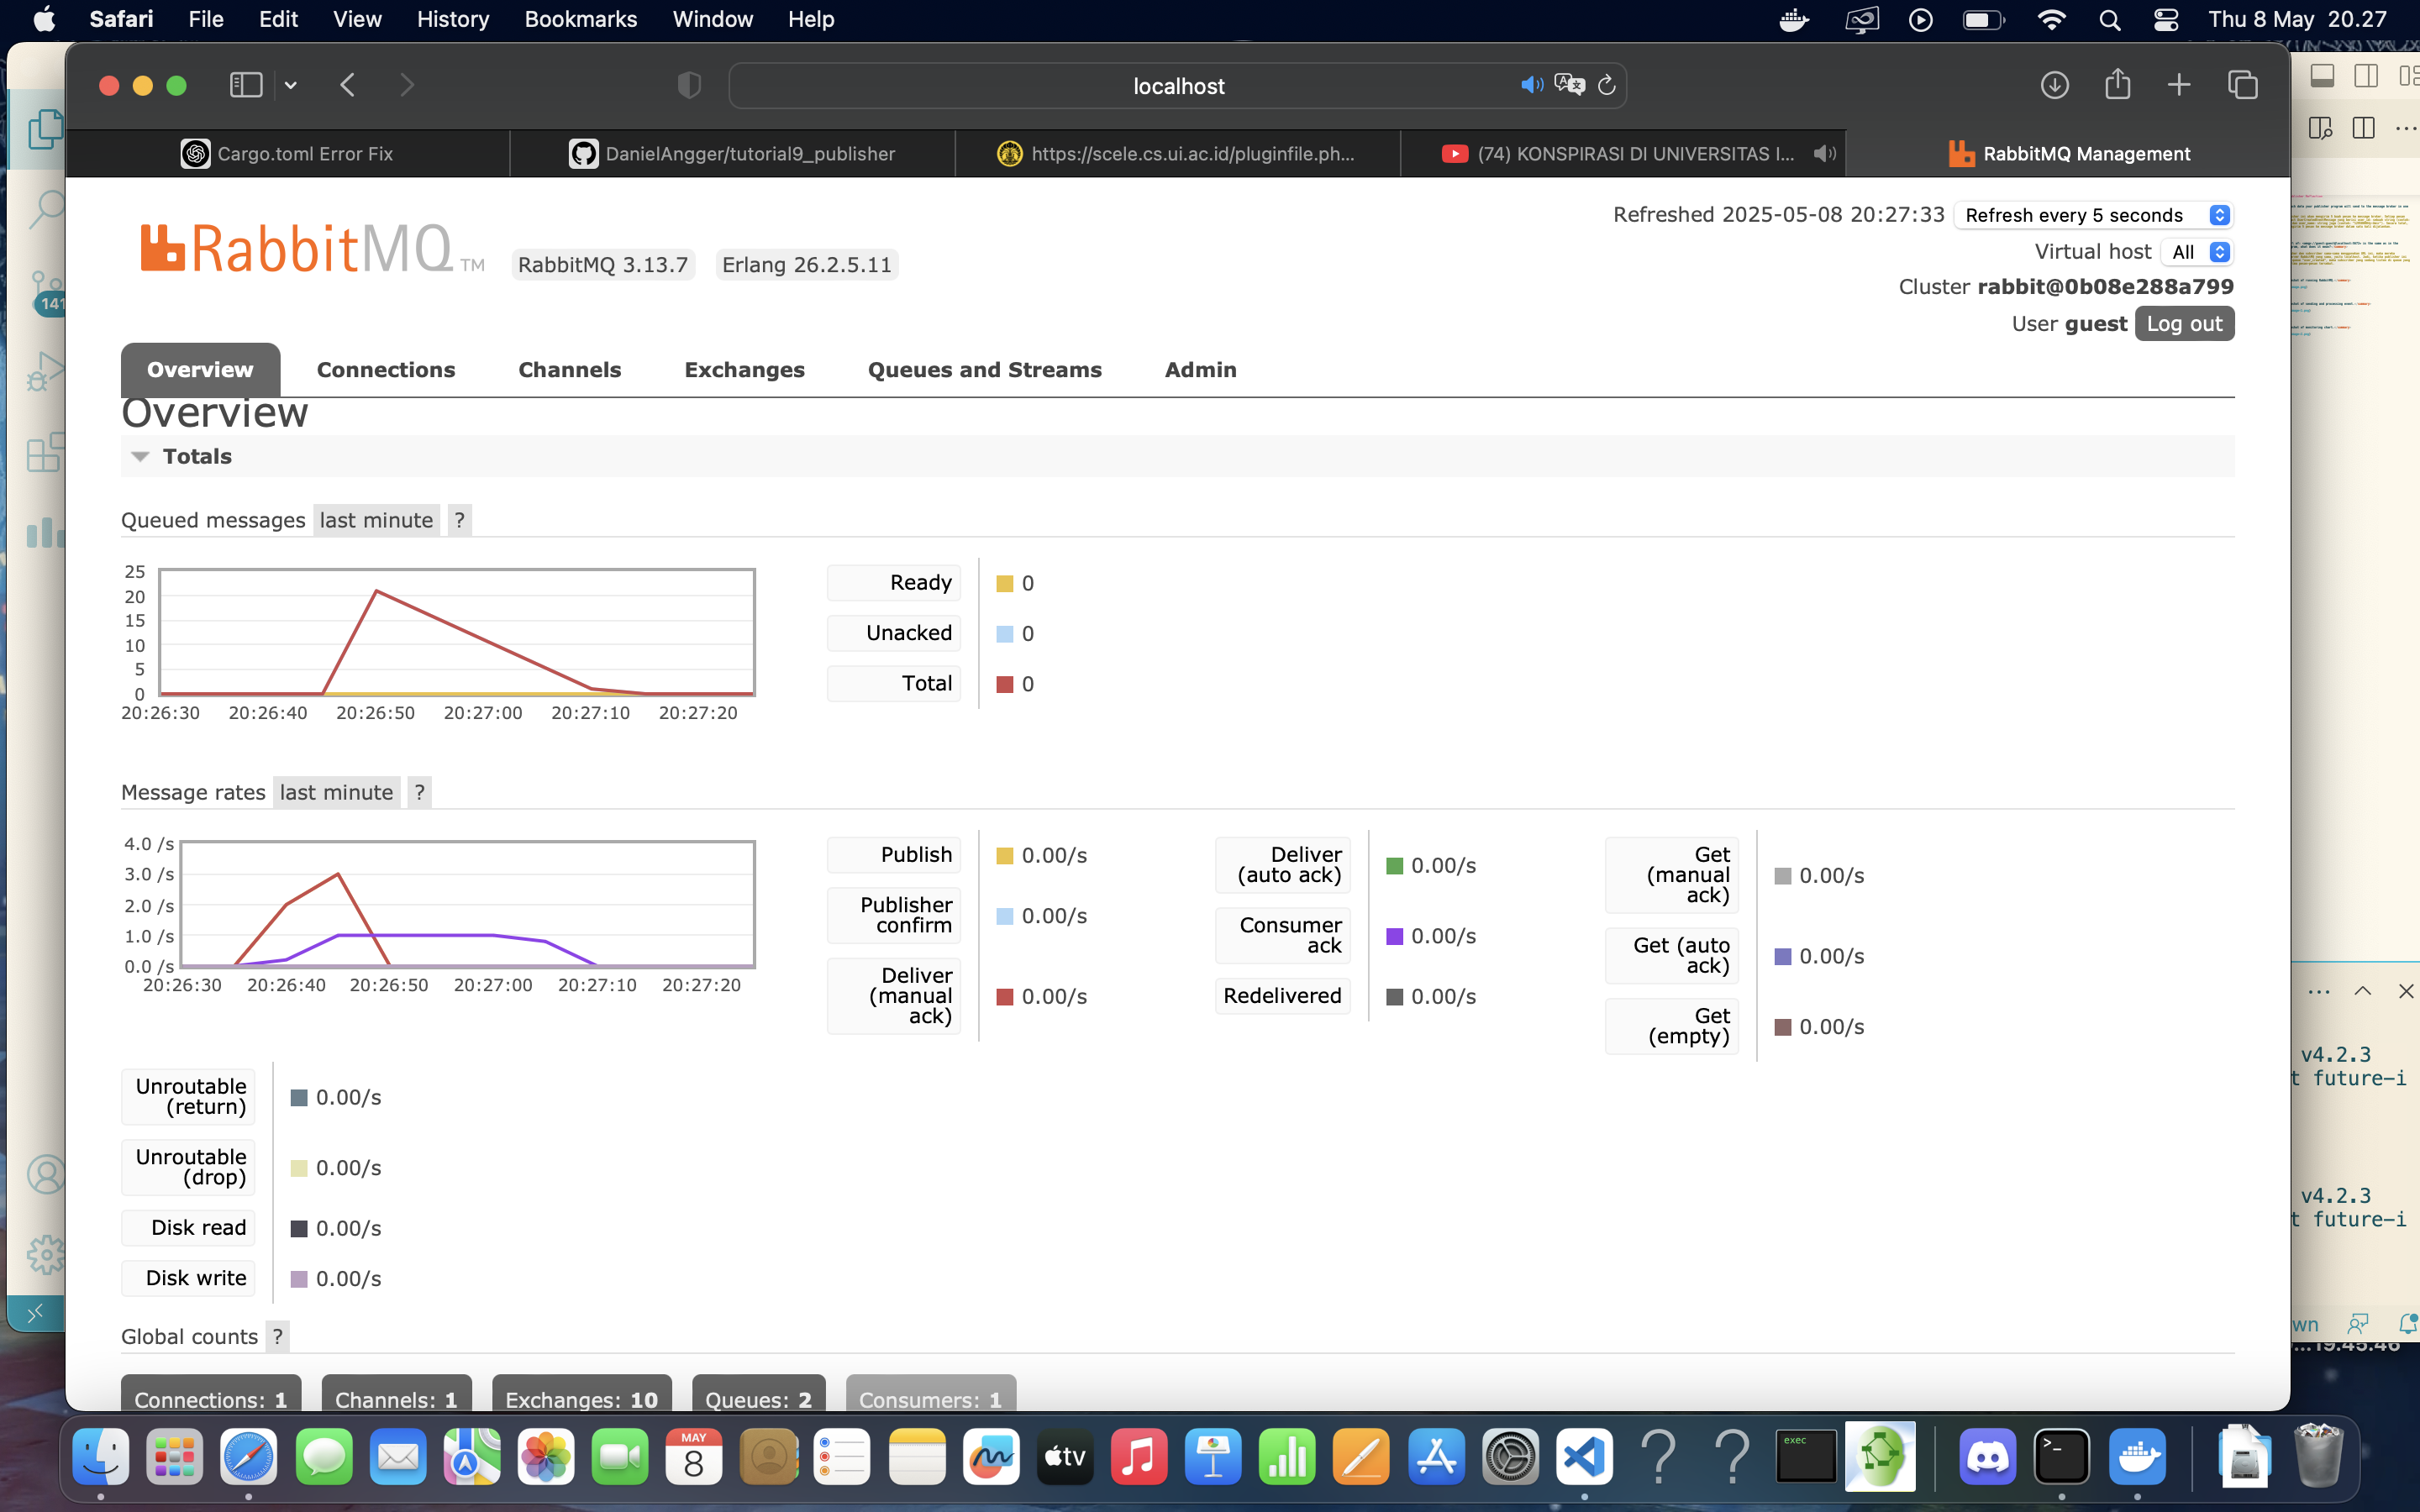 Safari File Edit View History Bookmarks Window Help Thu 8 May 20.27
localhost
Cargo.toml Error Fix DanielAngger/tutorial9_publisher https://scele.cs.ui.ac.id/pluginfile.ph... (74) KONSPIRASI DI UNIVERSITAS I... RabbitMQ Management
Refreshed 2025-05-08 20:27:33 Refresh every 5 seconds
RabbitMQ TM RabbitMQ 3.13.7 Erlang 26.2.5.11
Virtual host All
Cluster rabbit@0b08e288a799
User guest Log out
141
Overview Connections Channels Exchanges Queues and Streams Admin
Overview
Totals
Queued messages last minute ?
25
20
15
10
5
0
20:26:30 20:26:40 20:26:50 20:27:00 20:27:10 20:27:20
Ready 0
Unacked 0
Total 0
Message rates last minute ?
4.0 /s
3.0 /s
2.0 /s
1.0 /s
0.0 /s
20:26:30 20:26:40 20:26:50 20:27:00 20:27:10 20:27:20
Publish 0.00/s
Publisher
confirm 0.00/s
Deliver
(manual
ack) 0.00/s
Deliver
(auto ack) 0.00/s
Consumer
ack 0.00/s
Redelivered 0.00/s
Get
(manual
ack) 0.00/s
Get (auto
ack) 0.00/s
Get
(empty) 0.00/s
Unroutable
(return) 0.00/s
Unroutable
(drop) 0.00/s
Disk read 0.00/s
Disk write 0.00/s
Global counts ?
Connections: 1 Channels: 1 Exchanges: 10 Queues: 2 Consumers: 1
v4.2.3
t future-i
v4.2.3
t future-i
wn
...19.45.46
MAY
8
tv
exec